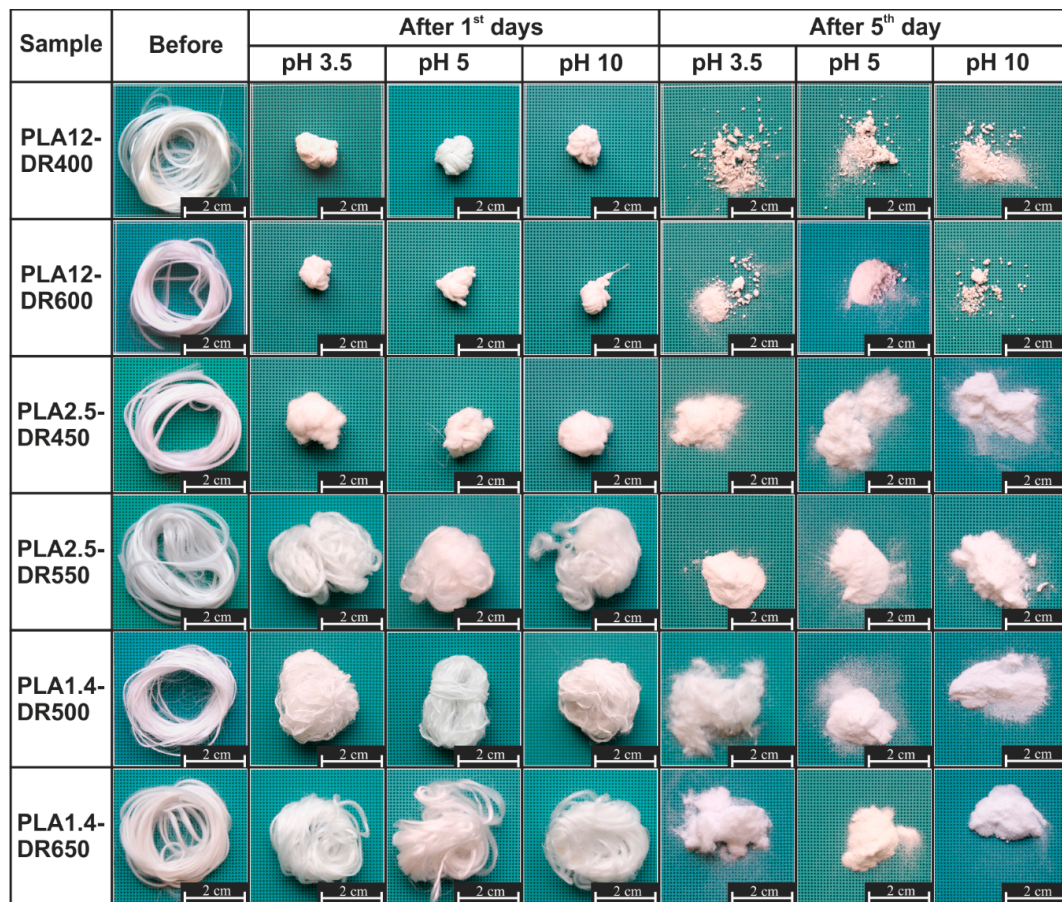 Sample
Before
After 1st days
After 5th day
pH 3.5
pH 5
pH 10
pH 3.5
pH 5
pH 10
PLA12-
DR400
2 cm
2 cm
2 cm
2 cm
2 cm
2 cm
2 cm
PLA12-
DR600
2 cm
2 cm
2 cm
2 cm
2 cm
2 cm
2 cm
PLA2.5-
DR450
2 cm
2 cm
2 cm
2 cm
2 cm
2 cm
2 cm
PLA2.5-
DR550
2 cm
2 cm
2 cm
2 cm
2 cm
2 cm
2 cm
PLA1.4-
DR500
2 cm
2 cm
2 cm
2 cm
2 cm
2 cm
2 cm
PLA1.4-
DR650
2 cm
2 cm
2 cm
2 cm
2 cm
2 cm
2 cm